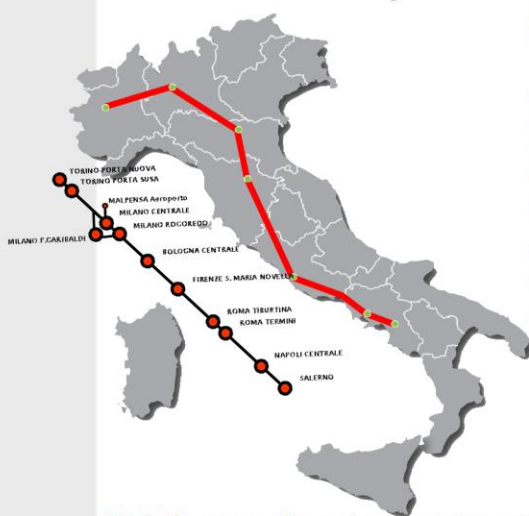 TORINO PORTA NUOVA
TORINO PORTA SUSA
MALPENSA Aeroporto
MILANO CENTRALE
MILANO ROGOREDO
MILANO P.GARIBALDI
BOLOGNA CENTRALE
FIRENZE S. MARIA NOVELLA
ROMA TIBURTINA
ROMA TERMINI
NAPOLI CENTRALE
SALERNO